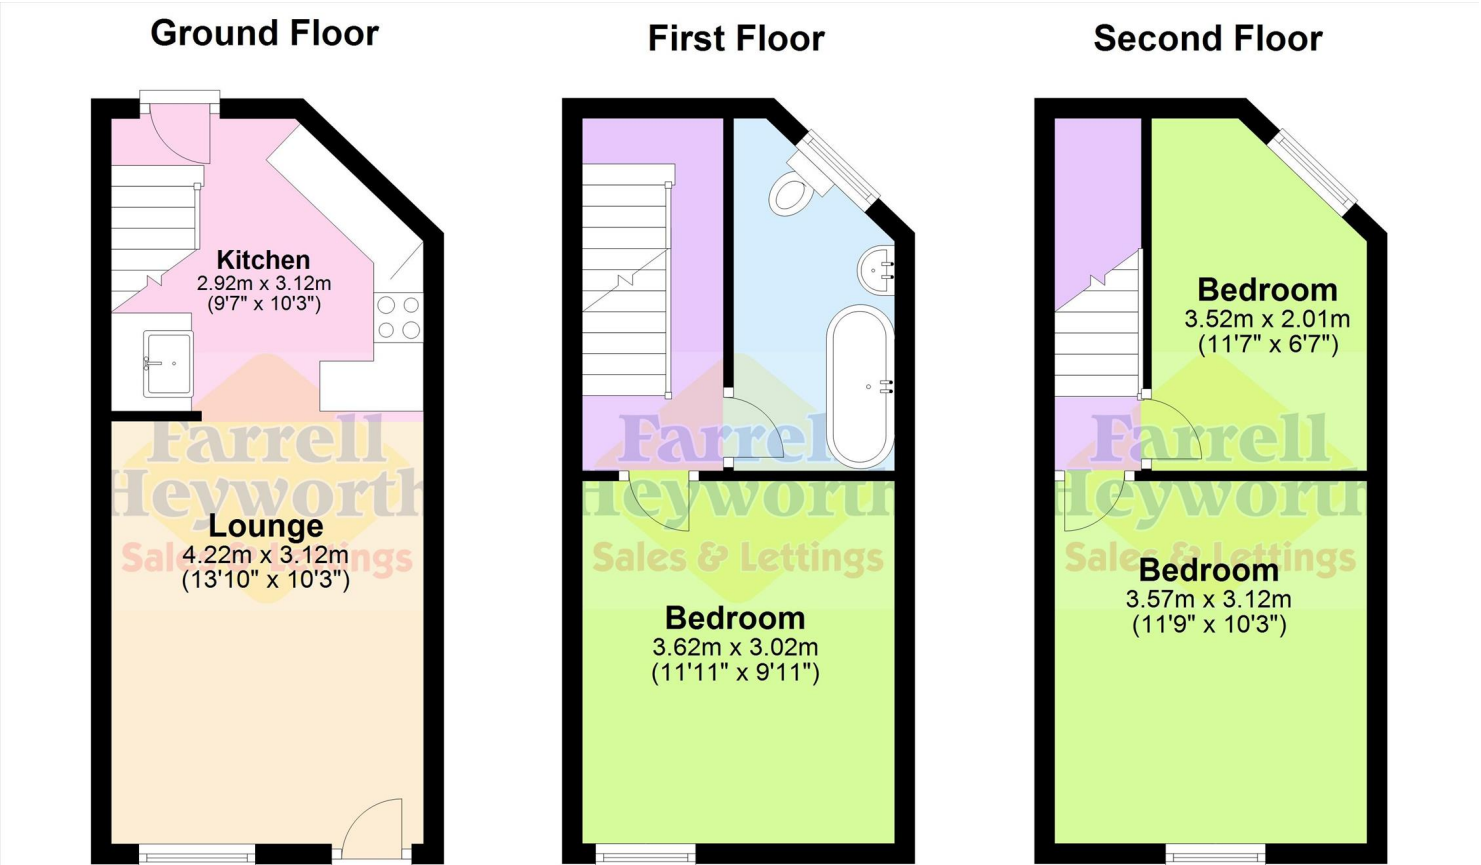 Ground Floor
First Floor
Second Floor
Kitchen
2.92m x 3.12m
(9'7" x 10'3")
Lounge
4.22m x 3.12m
(13'10" x 10'3")
Farrell
Heyworth
Sales & Lettings
Bedroom
3.62m x 3.02m
(11'11" x 9'11")
Farrell
Heyworth
Sales & Lettings
Bedroom
3.52m x 2.01m
(11'7" x 6'7")
Bedroom
3.57m x 3.12m
(11'9" x 10'3")
Farrell
Heyworth
Sales & Lettings